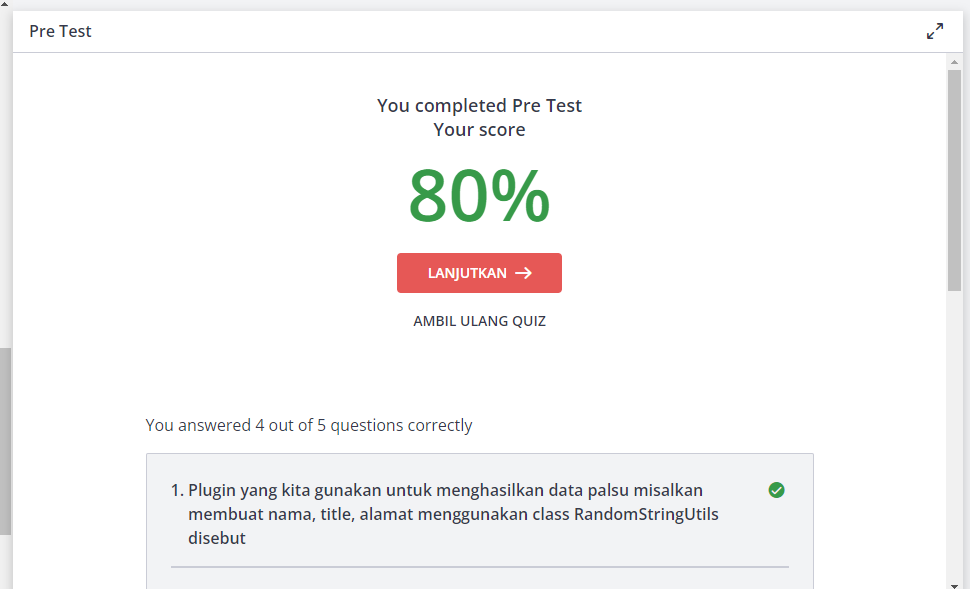 Pre Test
You completed Pre Test
Your score
80%
LANJUTKAN →
AMBIL ULANG QUIZ
You answered 4 out of 5 questions correctly
1. Plugin yang kita gunakan untuk menghasilkan data palsu misalkan
membuat nama, title, alamat menggunakan class RandomStringUtils
disebut